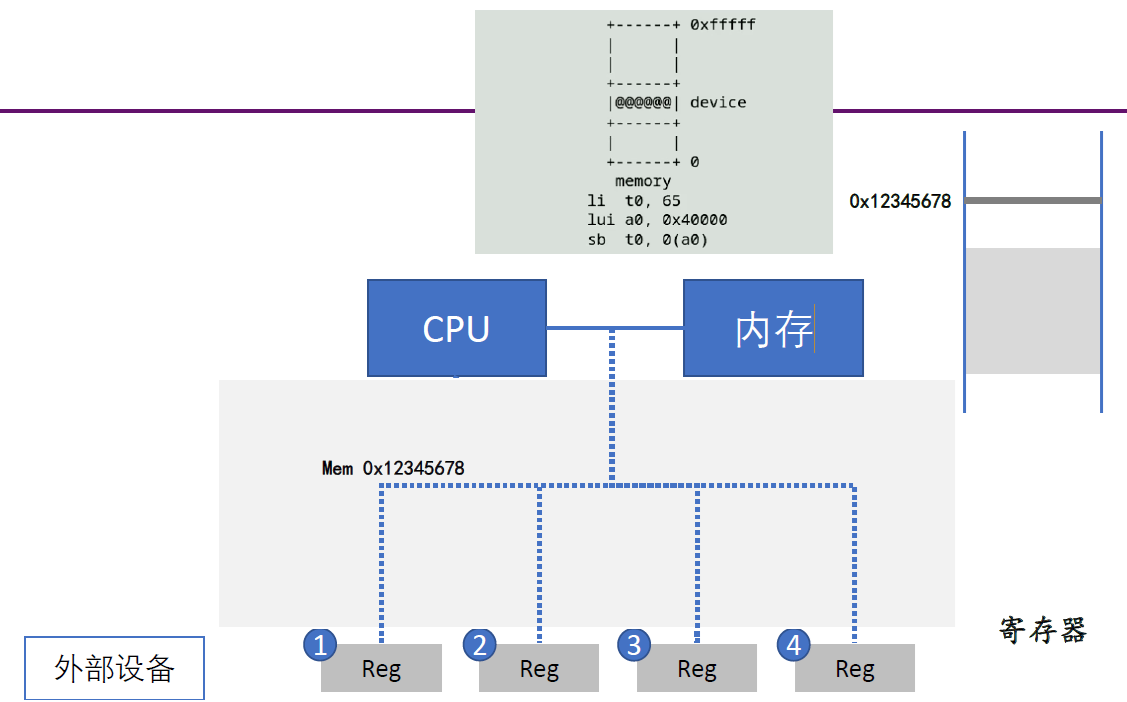 +------+ 0xfffff
|      |
|      |
+------+
|@@@@@@| device
+------+
|      |
+------+ 0
memory
li  t0, 65
lui a0, 0x40000
sb  t0, 0(a0)
0x12345678
CPU
内存
Mem 0x12345678
寄存器
外部设备
1
Reg
2
Reg
3
Reg
4
Reg